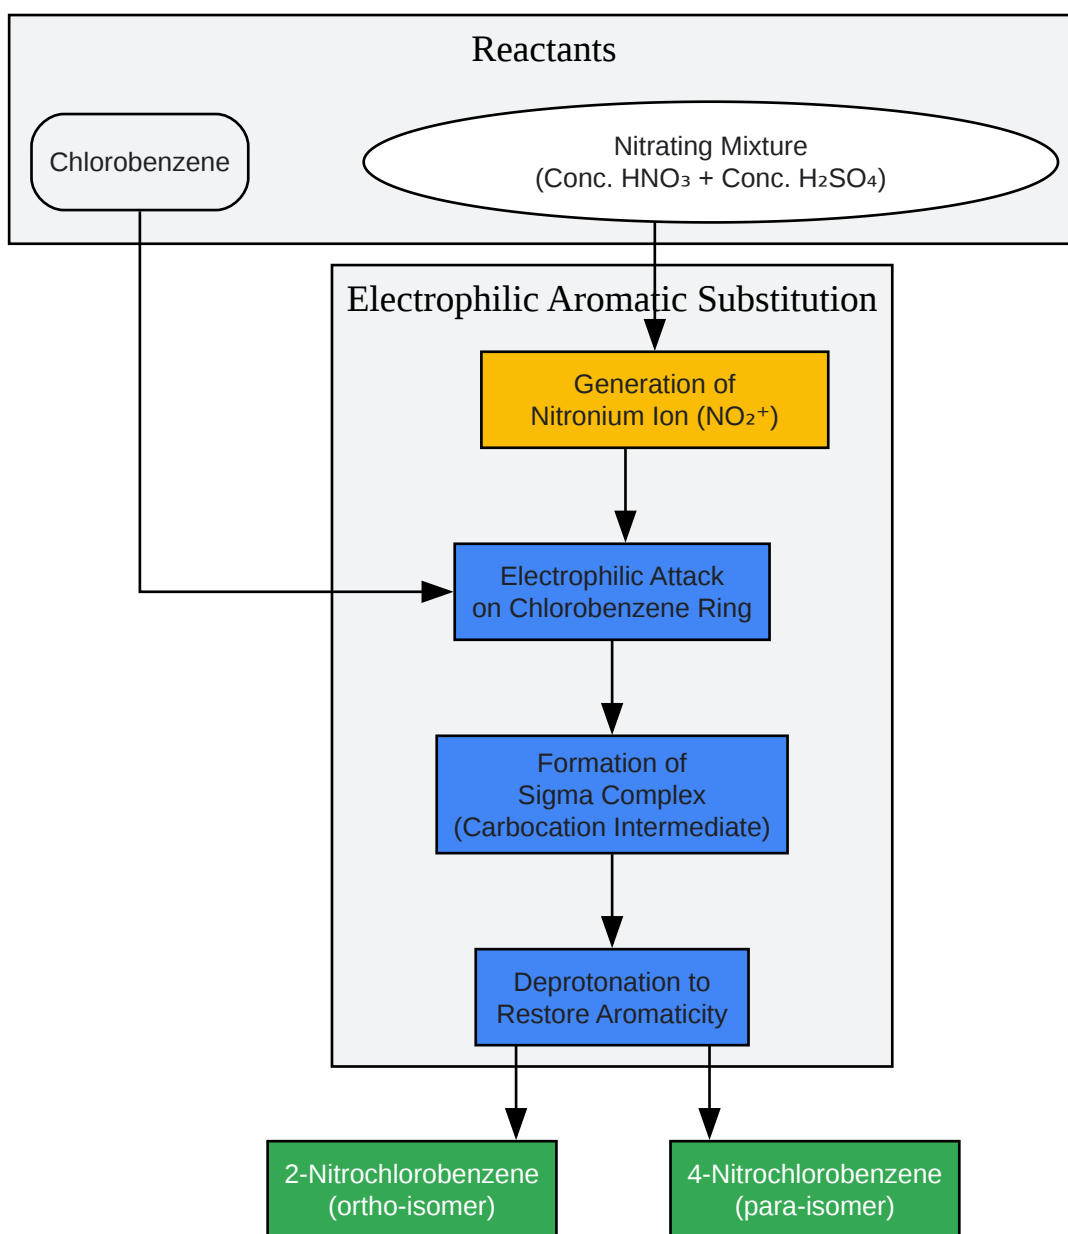 Reactants
Chlorobenzene
Nitrating Mixture
(Conc. HNO₃ + Conc. H₂SO₄)
Electrophilic Aromatic Substitution
Generation of
Nitronium Ion (NO₂⁺)
Electrophilic Attack
on Chlorobenzene Ring
Formation of
Sigma Complex
(Carbocation Intermediate)
Deprotonation to
Restore Aromaticity
2-Nitrochlorobenzene
(ortho-isomer)
4-Nitrochlorobenzene
(para-isomer)